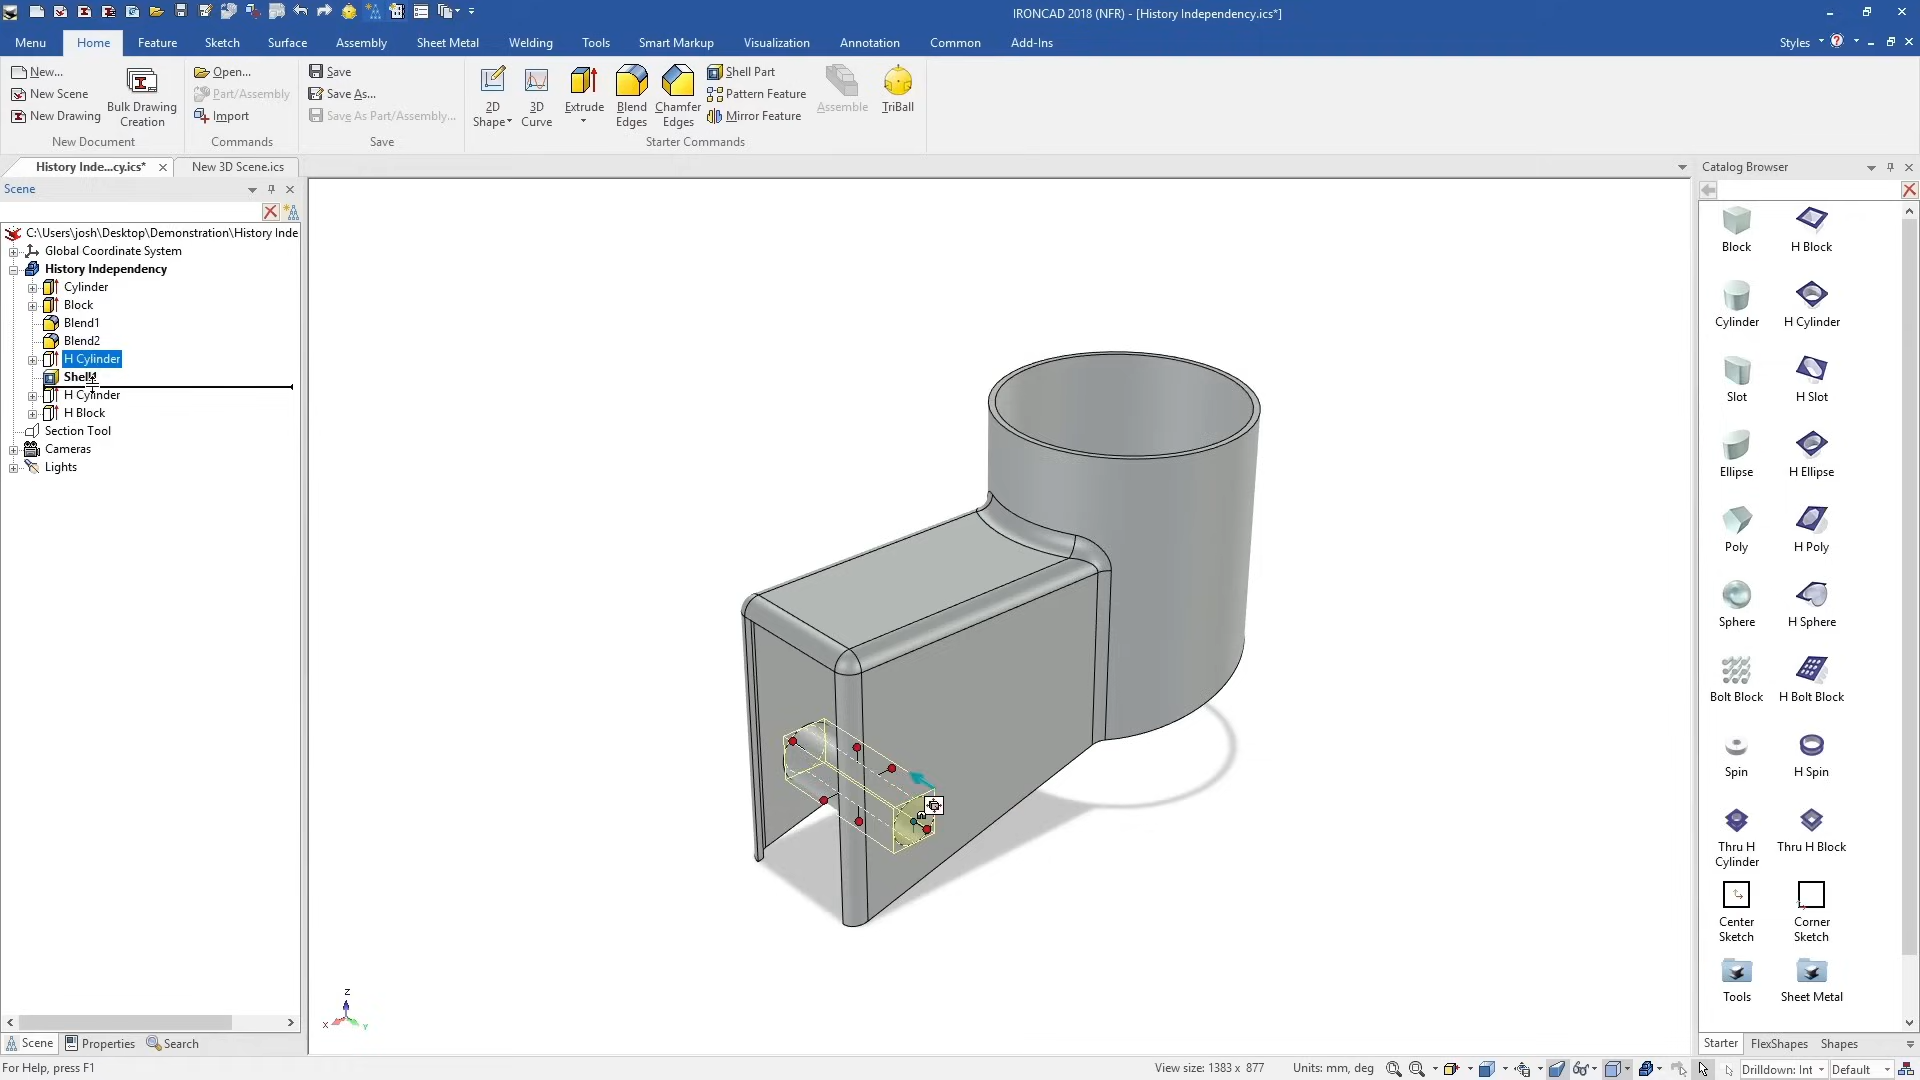 IRONCAD 2018 (NFR) - [History Independency.ics*]
Menu
Home
Feature
Sketch
Surface
Assembly
Sheet Metal
Welding
Tools
Smart Markup
Visualization
Annotation
Common
Add-Ins
Styles
New...
New Scene
New Drawing
Bulk Drawing
Creation
New Document
Open...
Part/Assembly
Import
Commands
Save
Save As...
Save As Part/Assembly...
Save
2D
Shape
3D
Curve
Extrude
Blend
Edges
Chamfer
Edges
Shell Part
Pattern Feature
Mirror Feature
Assemble
TriBall
Starter Commands
History Inde...cy.ics*
New 3D Scene.ics
Scene
C:\Users\josh\Desktop\Demonstration\History Inde
Global Coordinate System
History Independency
Cylinder
Block
Blend1
Blend2
H Cylinder
Shell1
H Cylinder
H Block
Section Tool
Cameras
Lights
Scene
Properties
Search
For Help, press F1
Z
X
Y
Catalog Browser
Block
H Block
Cylinder
H Cylinder
Slot
H Slot
Ellipse
H Ellipse
Poly
H Poly
Sphere
H Sphere
Bolt Block
H Bolt Block
Spin
H Spin
Thru H
Cylinder
Thru H Block
Center
Sketch
Corner
Sketch
Tools
Sheet Metal
Starter
FlexShapes
Shapes
View size: 1383 x 877
Units: mm, deg
Drilldown: Int
Default